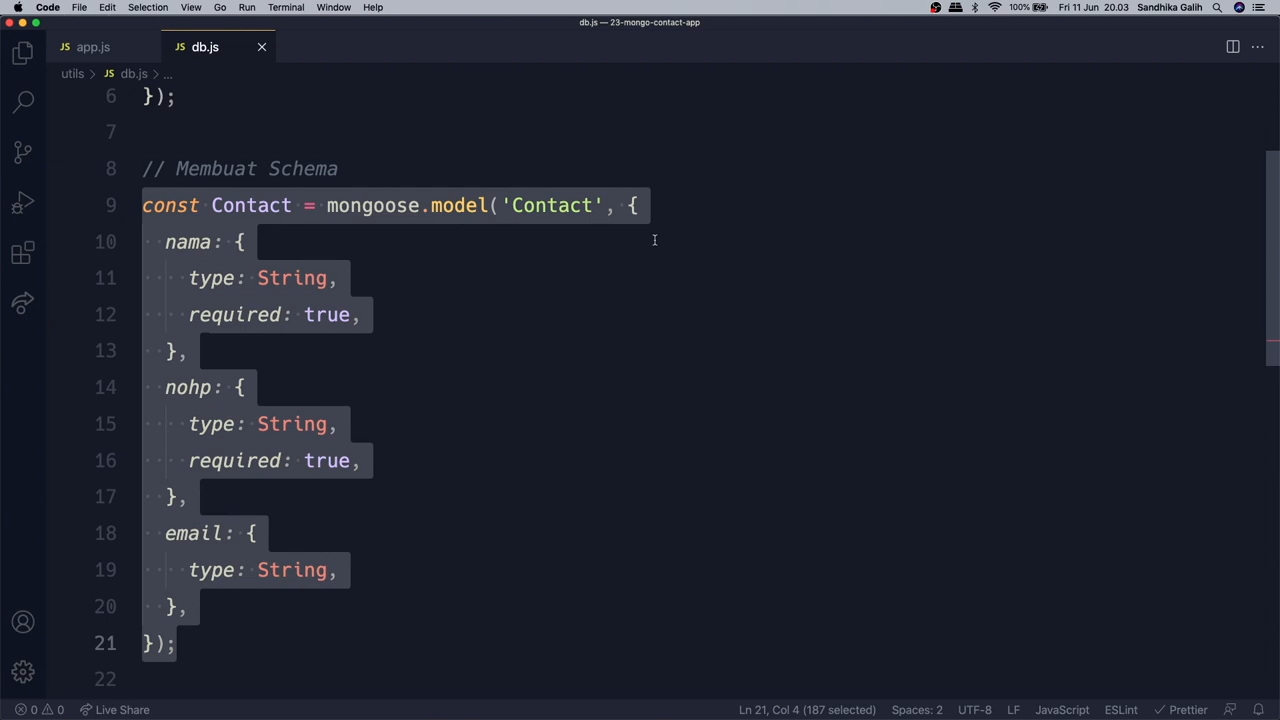 Code File Edit Selection View Go Run Terminal Window Help 100% Fri 11 Jun 20.03 Sandhika Galih
db.js — 23-mongo-contact-app
JS app.js JS db.js
utils > JS db.js > ...
6 });
7
8 // Membuat Schema
9 const Contact = mongoose.model('Contact', {
10 nama: {
11 type: String,
12 required: true,
13 },
14 nohp: {
15 type: String,
16 required: true,
17 },
18 email: {
19 type: String,
20 },
21 });
22
0 0 Live Share Ln 21, Col 4 (187 selected) Spaces: 2 UTF-8 LF JavaScript ESLint Prettier